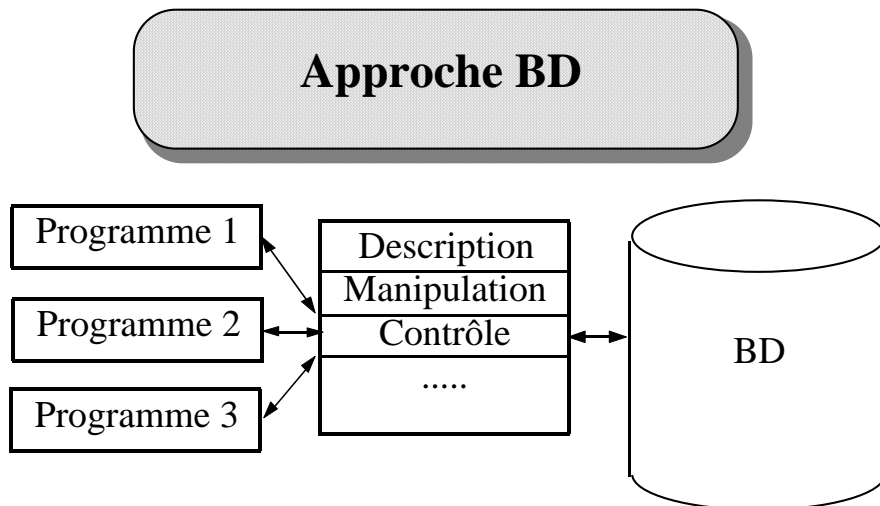 Approche BD
Programme 1
Programme 2
Programme 3
Description
Manipulation
Contrôle
.....
BD